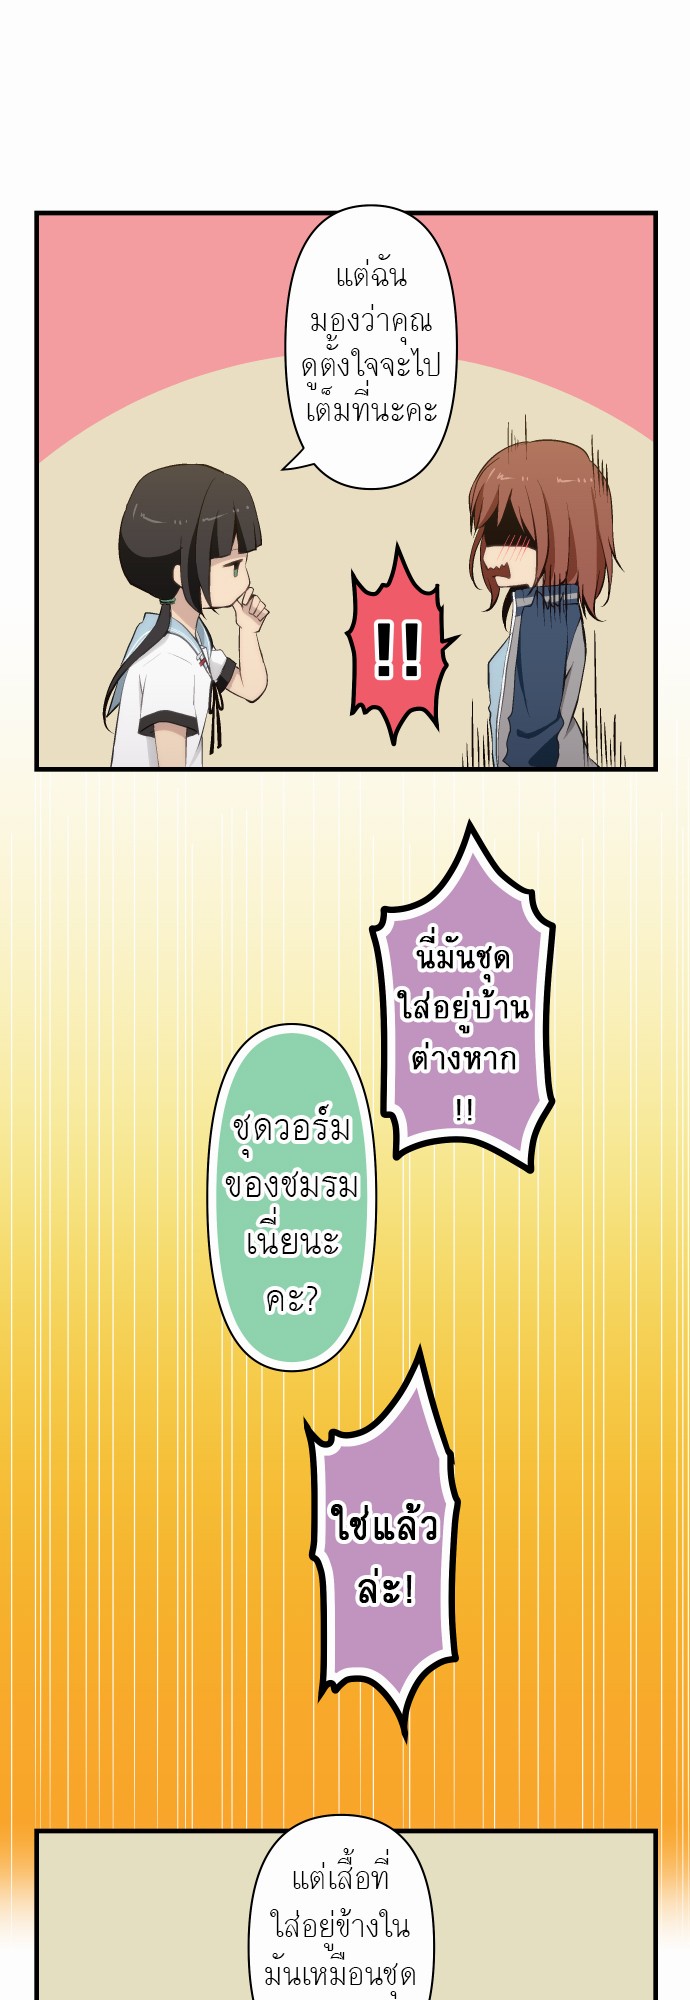 แต่ฉัน
มองว่าคุณ
ดูตั้งใจจะไป
เต็มที่นะคะ
!!
นี่มันชุด
ใส่อยู่บ้าน
ต่างหาก
!!
ชุดวอร์ม
ของชมรม
เนี่ยนะ
คะ?
ใช่แล้ว
ล่ะ!
แต่เสื้อที่
ใส่อยู่ข้างใน
มันเหมือนชุด